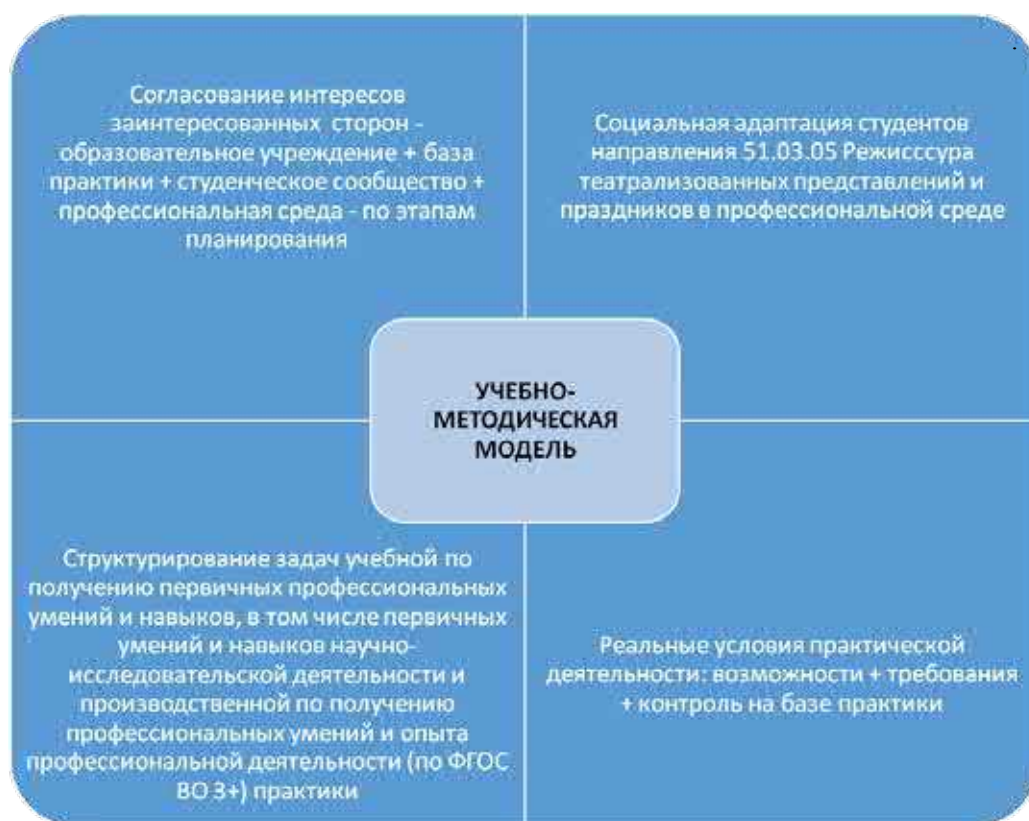 Согласование интересов
заинтересованных сторон -
образовательное учреждение + база
практики + студенческое сообщество +
профессиональная среда - по этапам
планирования
Социальная адаптация студентов
направления 51.03.05 Режисссура
театрализованных представлений и
праздников в профессиональной среде
УЧЕБНО-
МЕТОДИЧЕСКАЯ
МОДЕЛЬ
Структурирование задач учебной по
получению первичных профессиональных
умений и навыков, в том числе первичных
умений и навыков научно-
исследовательской деятельности и
производственной по получению
профессиональных умений и опыта
профессиональной деятельности (по ФГОС
ВО 3+) практики
Реальные условия практической
деятельности: возможности + требования
+ контроль на базе практики